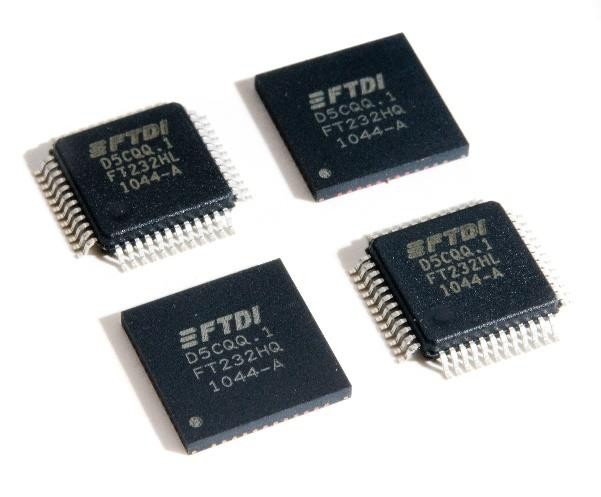 FTDI
D5CQQ.1
FT232HL
1044-A
FTDI
D5CQQ.1
FT232HQ
1044-A
FTDI
D5CQQ.1
FT232HL
1044-A
FTDI
D5CQQ.1
FT232HQ
1044-A